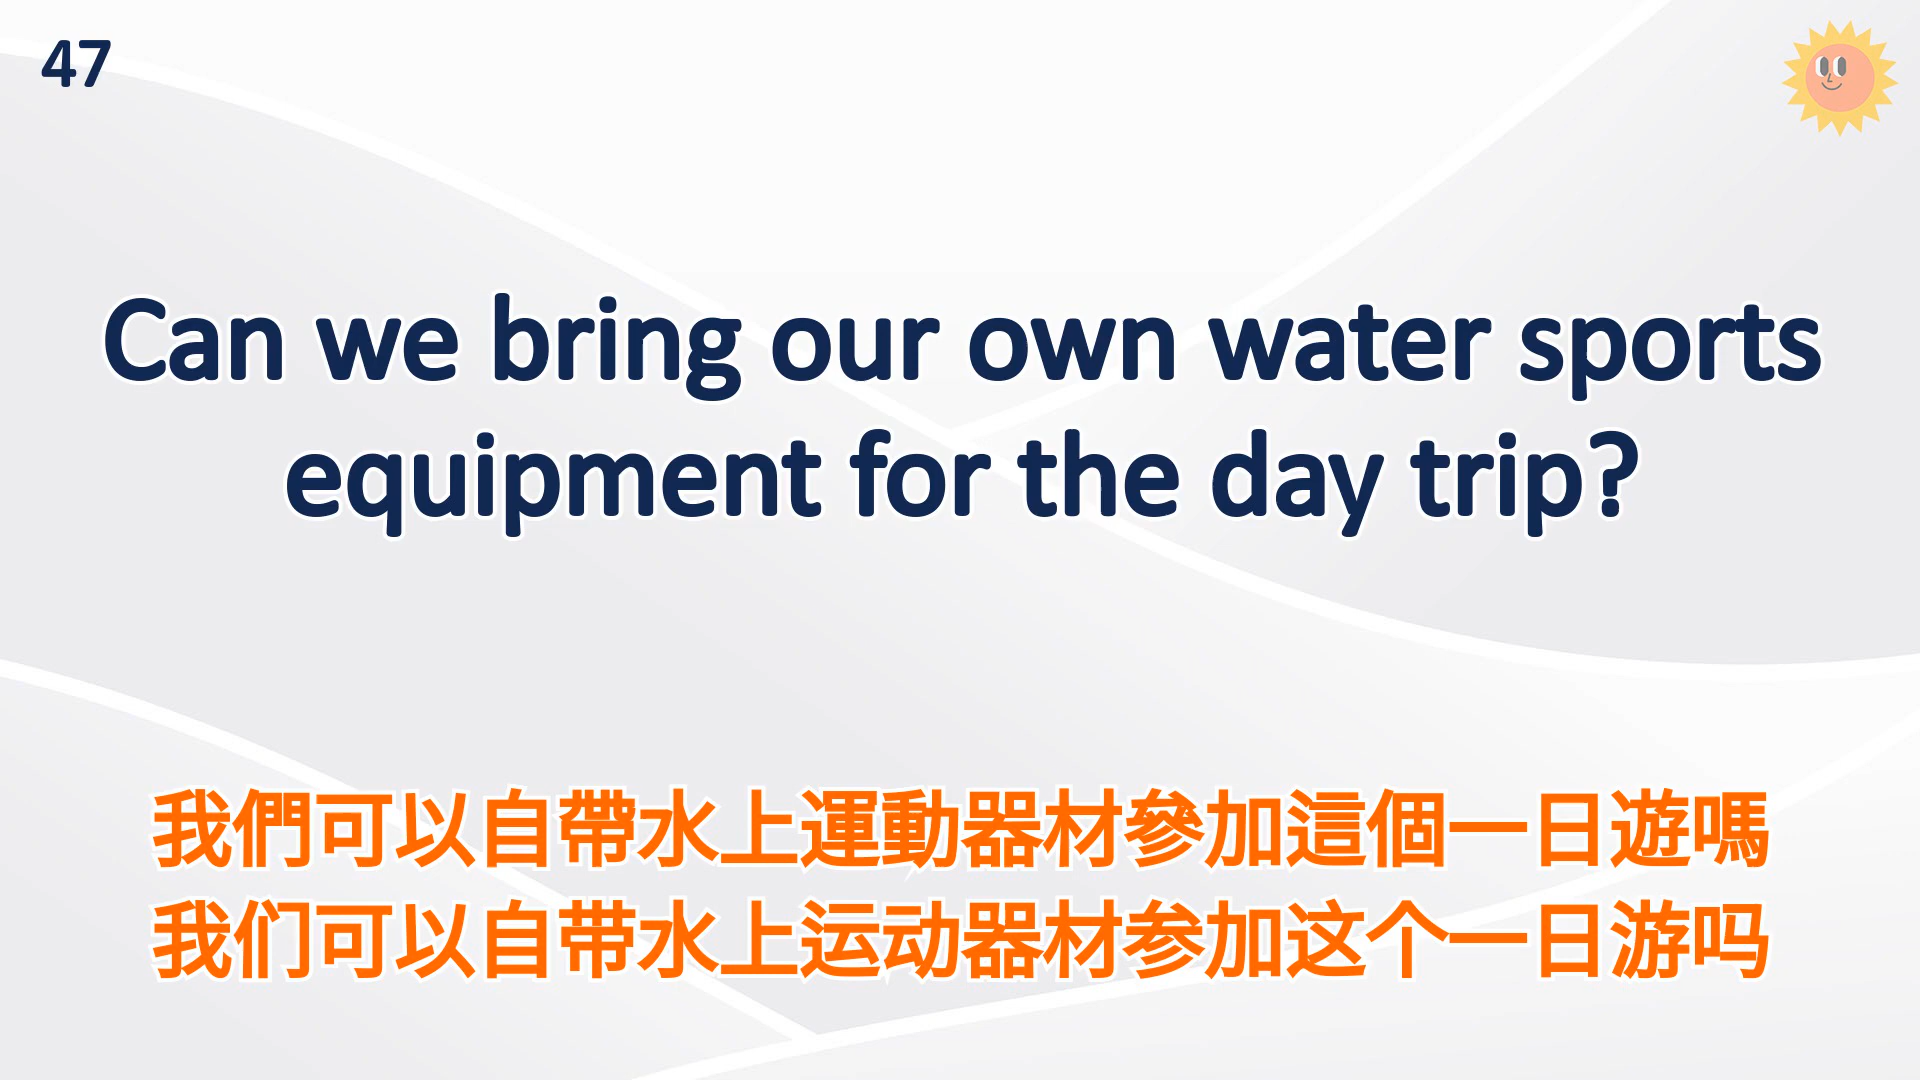 47
Can we bring our own water sports
equipment for the day trip?
我們可以自帶水上運動器材參加這個一日遊嗎
我们可以自带水上运动器材参加这个一日游吗